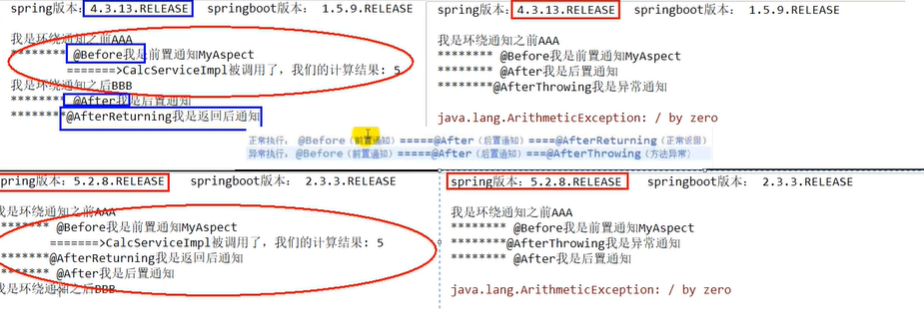 spring版本：4.3.13.RELEASE springboot版本： 1.5.9.RELEASE
我是环绕通知之前AAA
******** @Before我是前置通知MyAspect
=======>CalcServiceImpl被调用了，我们的计算结果：5
我是环绕通知之后BBB
******** @After我是后置通知
********@AfterReturning我是返回后通知
spring版本：4.3.13.RELEASE springboot版本： 1.5.9.RELEASE
我是环绕通知之前AAA
******** @Before我是前置通知MyAspect
******** @After我是后置通知
********@AfterThrowing我是异常通知
java.lang.ArithmeticException: / by zero
正常执行， @Before（前置通知）=====@After（后置通知）====@AfterReturning（正常返回）
异常执行， @Before（前置通知）=====@After（后置通知）===@AfterThrowing（方法异常）
pring版本：5.2.8.RELEASE springboot版本： 2.3.3.RELEASE
我是环绕通知之前AAA
******* @Before我是前置通知MyAspect
=======>CalcServiceImpl被调用了，我们的计算结果：5
*******@AfterReturning我是返回后通知
******* @After我是后置通知
我是环绕通知之后BBB
spring版本：5.2.8.RELEASE springboot版本： 2.3.3.RELEASE
我是环绕通知之前AAA
******** @Before我是前置通知MyAspect
********@AfterThrowing我是异常通知
******** @After我是后置通知
java.lang.ArithmeticException: / by zero